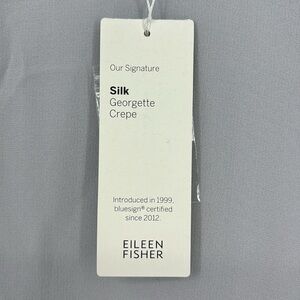 Our Signature
Silk
Georgette
Crepe
Introduced in 1999,
bluesign® certified
since 2012.
EILEEN
FISHER